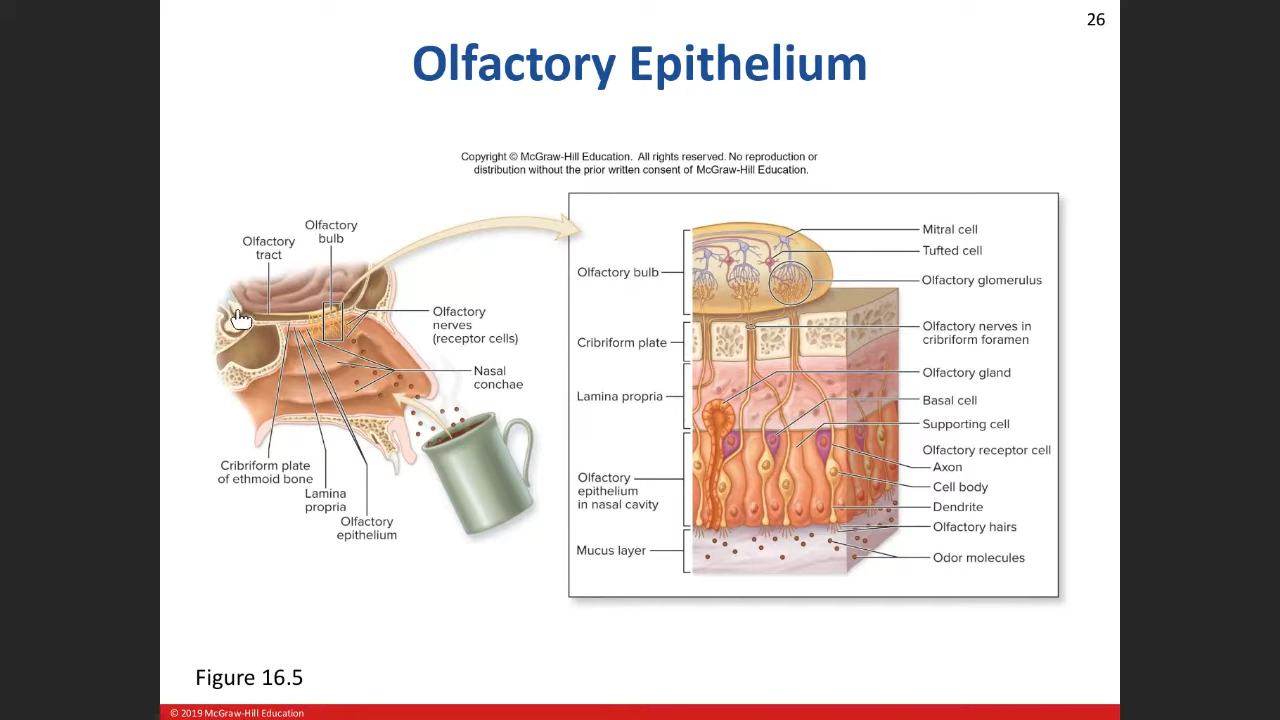 26
Olfactory Epithelium
Copyright © McGraw-Hill Education. All rights reserved. No reproduction or
distribution without the prior written consent of McGraw-Hill Education.
Olfactory
bulb
Olfactory
tract
Olfactory
nerves
(receptor cells)
Nasal
conchae
Cribriform plate
of ethmoid bone
Lamina
propria
Olfactory
epithelium
Olfactory bulb
Cribriform plate
Lamina propria
Olfactory
epithelium
in nasal cavity
Mucus layer
Mitral cell
Tufted cell
Olfactory glomerulus
Olfactory nerves in
cribriform foramen
Olfactory gland
Basal cell
Supporting cell
Olfactory receptor cell
Axon
Cell body
Dendrite
Olfactory hairs
Odor molecules
Figure 16.5
© 2019 McGraw-Hill Education